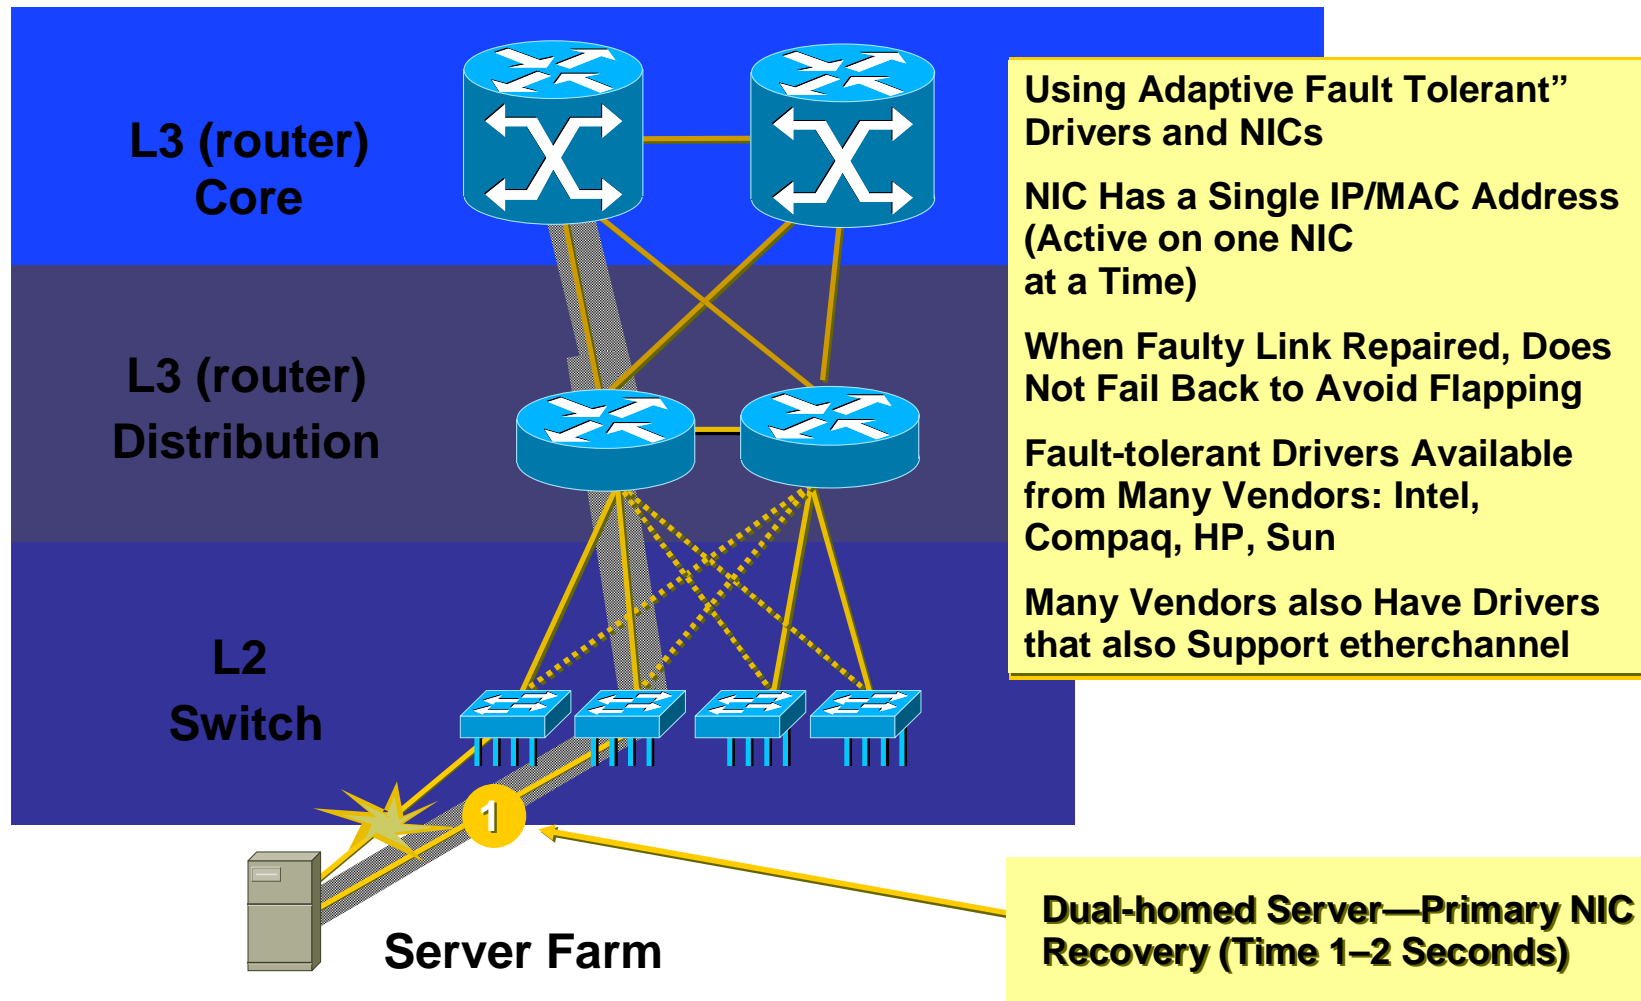 L3 (router)
Core
L3 (router)
Distribution
L2
Switch
1
Server Farm
Using Adaptive Fault Tolerant”
Drivers and NICs
NIC Has a Single IP/MAC Address
(Active on one NIC
at a Time)
When Faulty Link Repaired, Does
Not Fail Back to Avoid Flapping
Fault-tolerant Drivers Available
from Many Vendors: Intel,
Compaq, HP, Sun
Many Vendors also Have Drivers
that also Support etherchannel
Dual-homed Server—Primary NIC
Recovery (Time 1–2 Seconds)